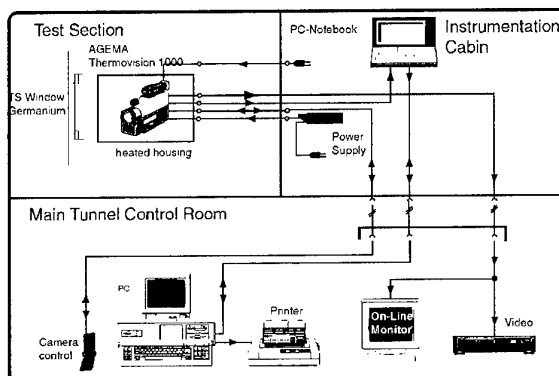 Test Section
AGEMA
Thermovision 1000
TS Window
Germanium
heated housing
PC-Notebook
Instrumentation
Cabin
Power
Supply
Main Tunnel Control Room
PC
Camera
control
Printer
On-Line
Monitor
Video